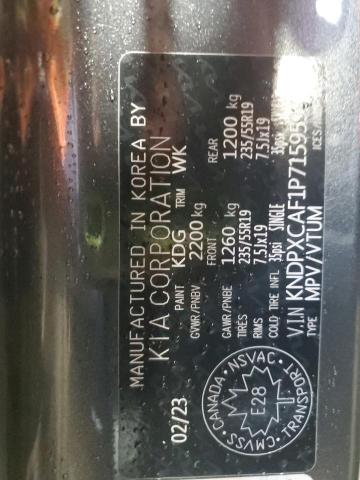 MANUFACTURED IN KOREA BY
KIA CORPORATION
02/23 PAINT KDG TRIM WK
GVWR/PNBV 2200 kg
FRONT REAR
GAWR/PNBE 1260 kg 1200 kg
TIRES 235/55R19 235/55R19
RIMS 7.5Jx19 7.5Jx19
COLD TIRE INFL. 35psi SINGLE 35psi
V.I.N KNDPXCAF1P715959
TYPE MPV/VTUM
CANADA · NSVAC · TRANSPORT · CMVSS
E28